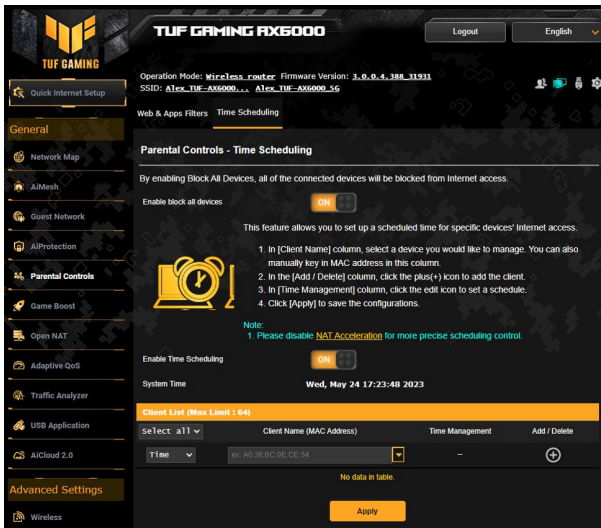 TUF GAMING AX6000
Logout
English
TUF GAMING
Operation Mode: Wireless router Firmware Version: 3.0.0.4.388_31931
SSID: Alex_TUF-AX6000... Alex_TUF-AX6000_5G
Quick Internet Setup
Web & Apps Filters Time Scheduling
General
Network Map
AiMesh
Guest Network
AiProtection
Parental Controls
Game Boost
Open NAT
Adaptive QoS
Traffic Analyzer
USB Application
AiCloud 2.0
Advanced Settings
Wireless
Parental Controls - Time Scheduling
By enabling Block All Devices, all of the connected devices will be blocked from Internet access.
Enable block all devices ON
This feature allows you to set up a scheduled time for specific devices' Internet access.
1. In [Client Name] column, select a device you would like to manage. You can also
manually key in MAC address in this column.
2. In the [Add / Delete] column, click the plus(+) icon to add the client.
3. In [Time Management] column, click the edit icon to set a schedule.
4. Click [Apply] to save the configurations.
Note:
1. Please disable NAT Acceleration for more precise scheduling control.
Enable Time Scheduling ON
System Time Wed, May 24 17:23:48 2023
Client List (Max Limit : 64)
Select all Client Name (MAC Address) Time Management Add / Delete
Time ex: A0:36:BC:9E:CE:54 –
No data in table.
Apply